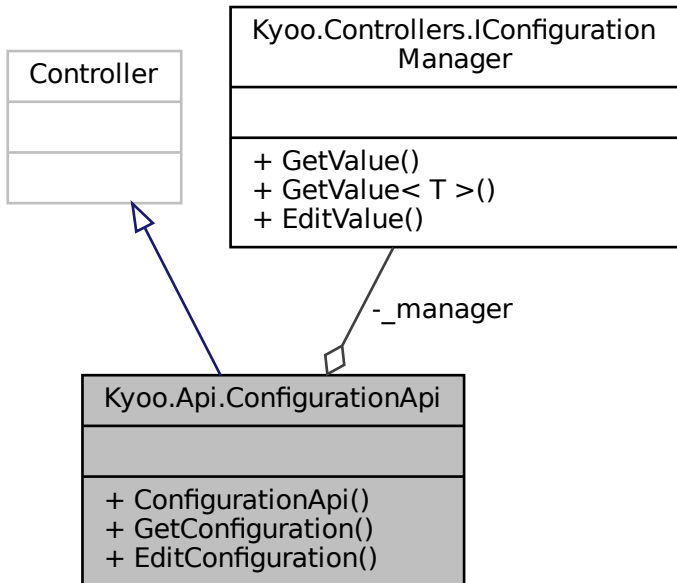 Controller
Kyoo.Controllers.IConfiguration
Manager
+ GetValue()
+ GetValue< T >()
+ EditValue()
-_manager
Kyoo.Api.ConfigurationApi
+ ConfigurationApi()
+ GetConfiguration()
+ EditConfiguration()